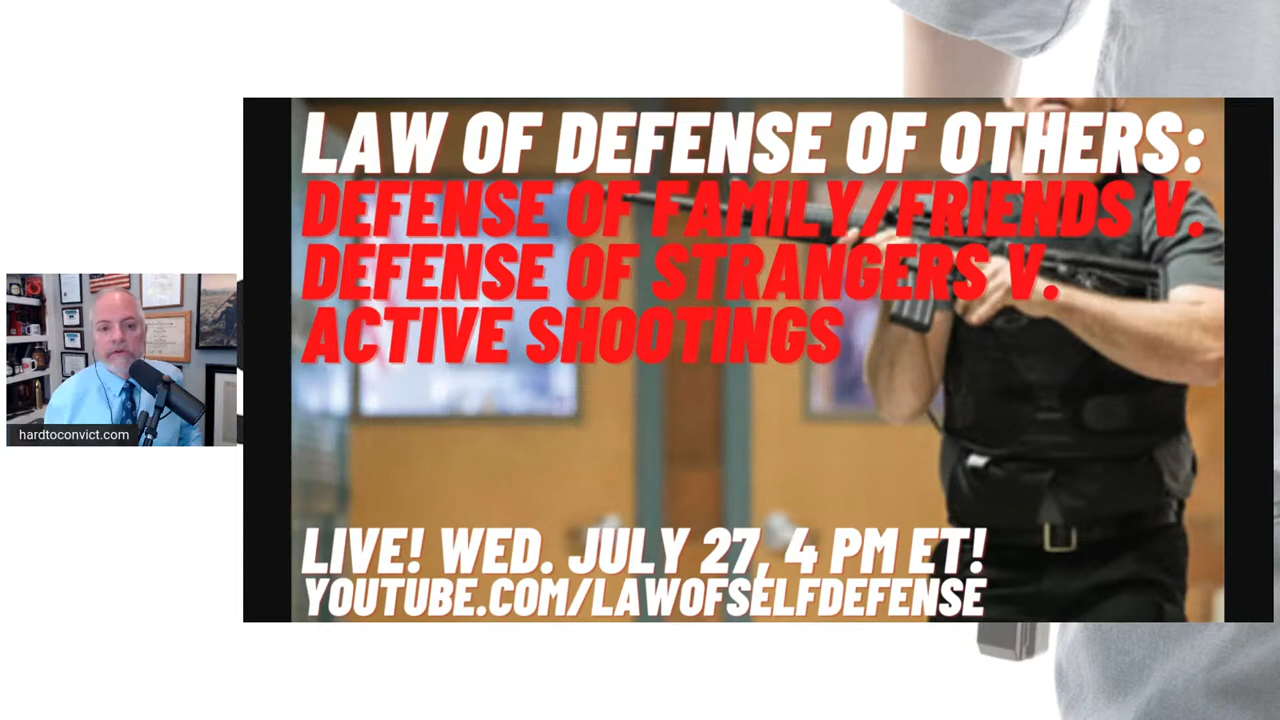 LAW OF DEFENSE OF OTHERS:
DEFENSE OF FAMILY/FRIENDS V.
DEFENSE OF STRANGERS V.
ACTIVE SHOOTINGS
hardtoconvict.com
LIVE! WED. JULY 27, 4 PM ET!
YOUTUBE.COM/LAWOFSELFDEFENSE